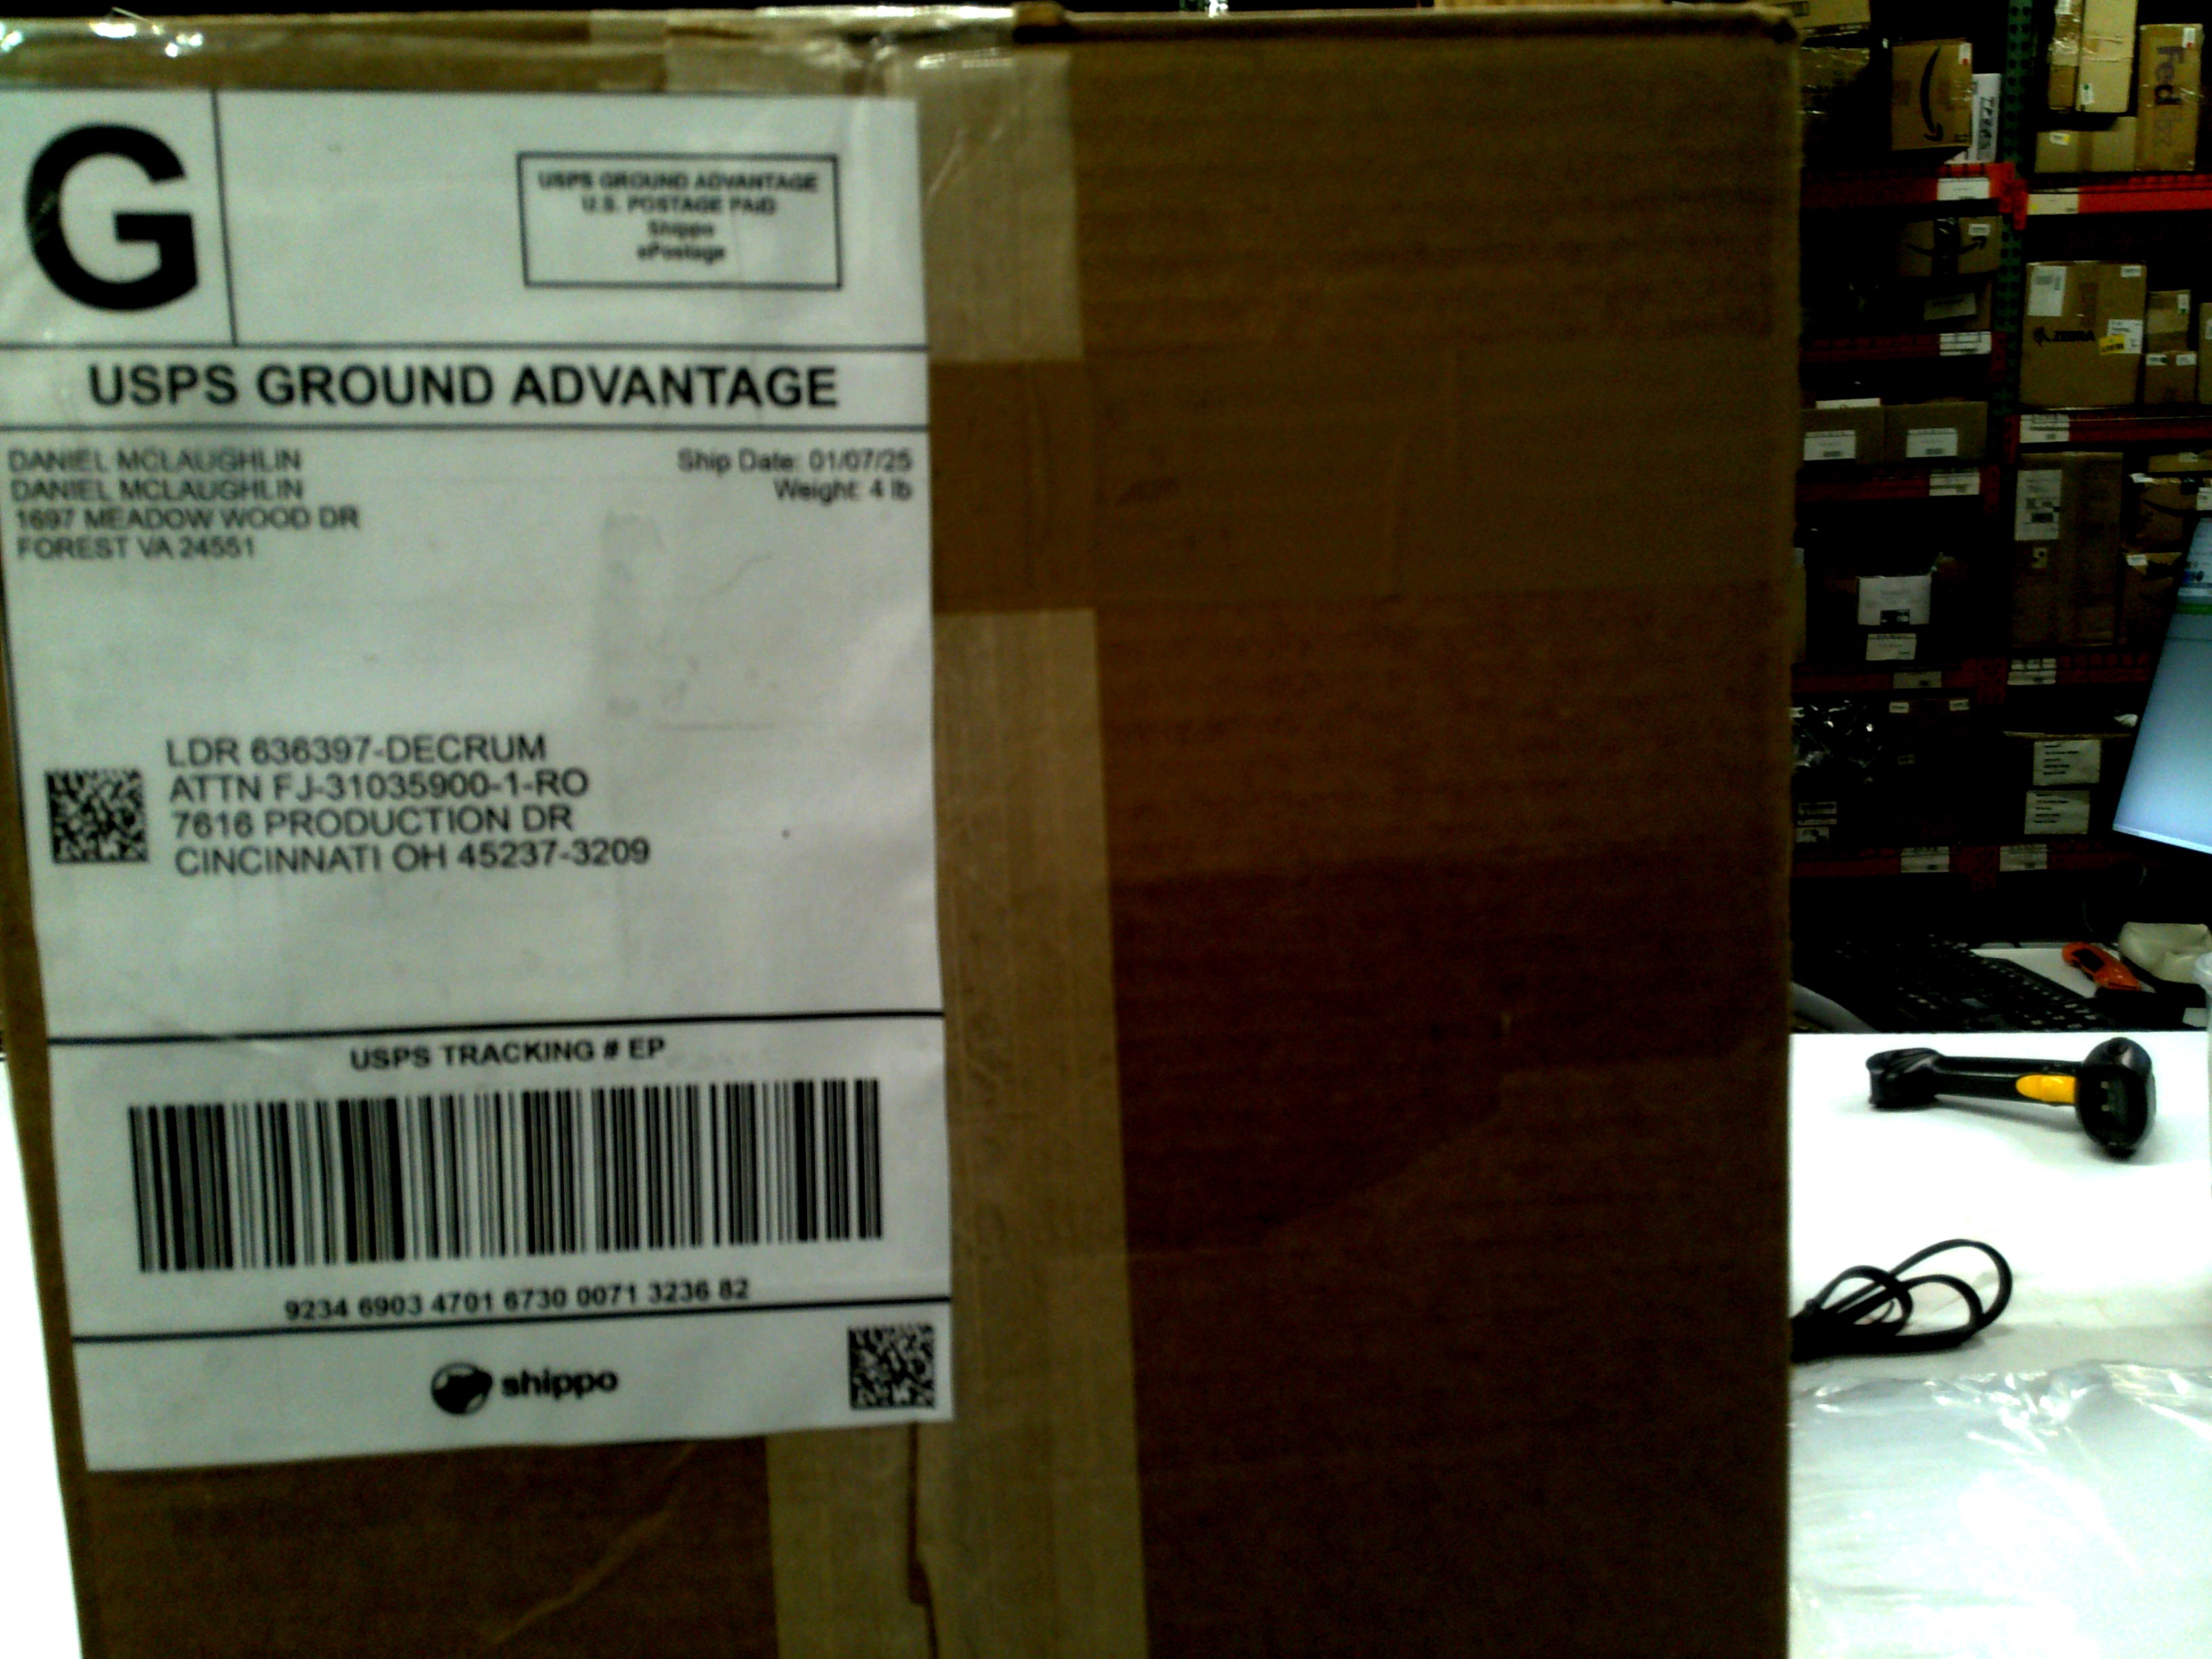 G
USPS GROUND ADVANTAGE
U.S. POSTAGE PAID
Shippo
ePostage
USPS GROUND ADVANTAGE
DANIEL MCLAUGHLIN
DANIEL MCLAUGHLIN
1697 MEADOW WOOD DR
FOREST VA 24551
Ship Date: 01/07/25
Weight: 4 lb
LDR 636397-DECRUM
ATTN FJ-31035900-1-RO
7616 PRODUCTION DR
CINCINNATI OH 45237-3209
USPS TRACKING # EP
9234 6903 4701 6730 0071 3236 82
shippo
FedEx